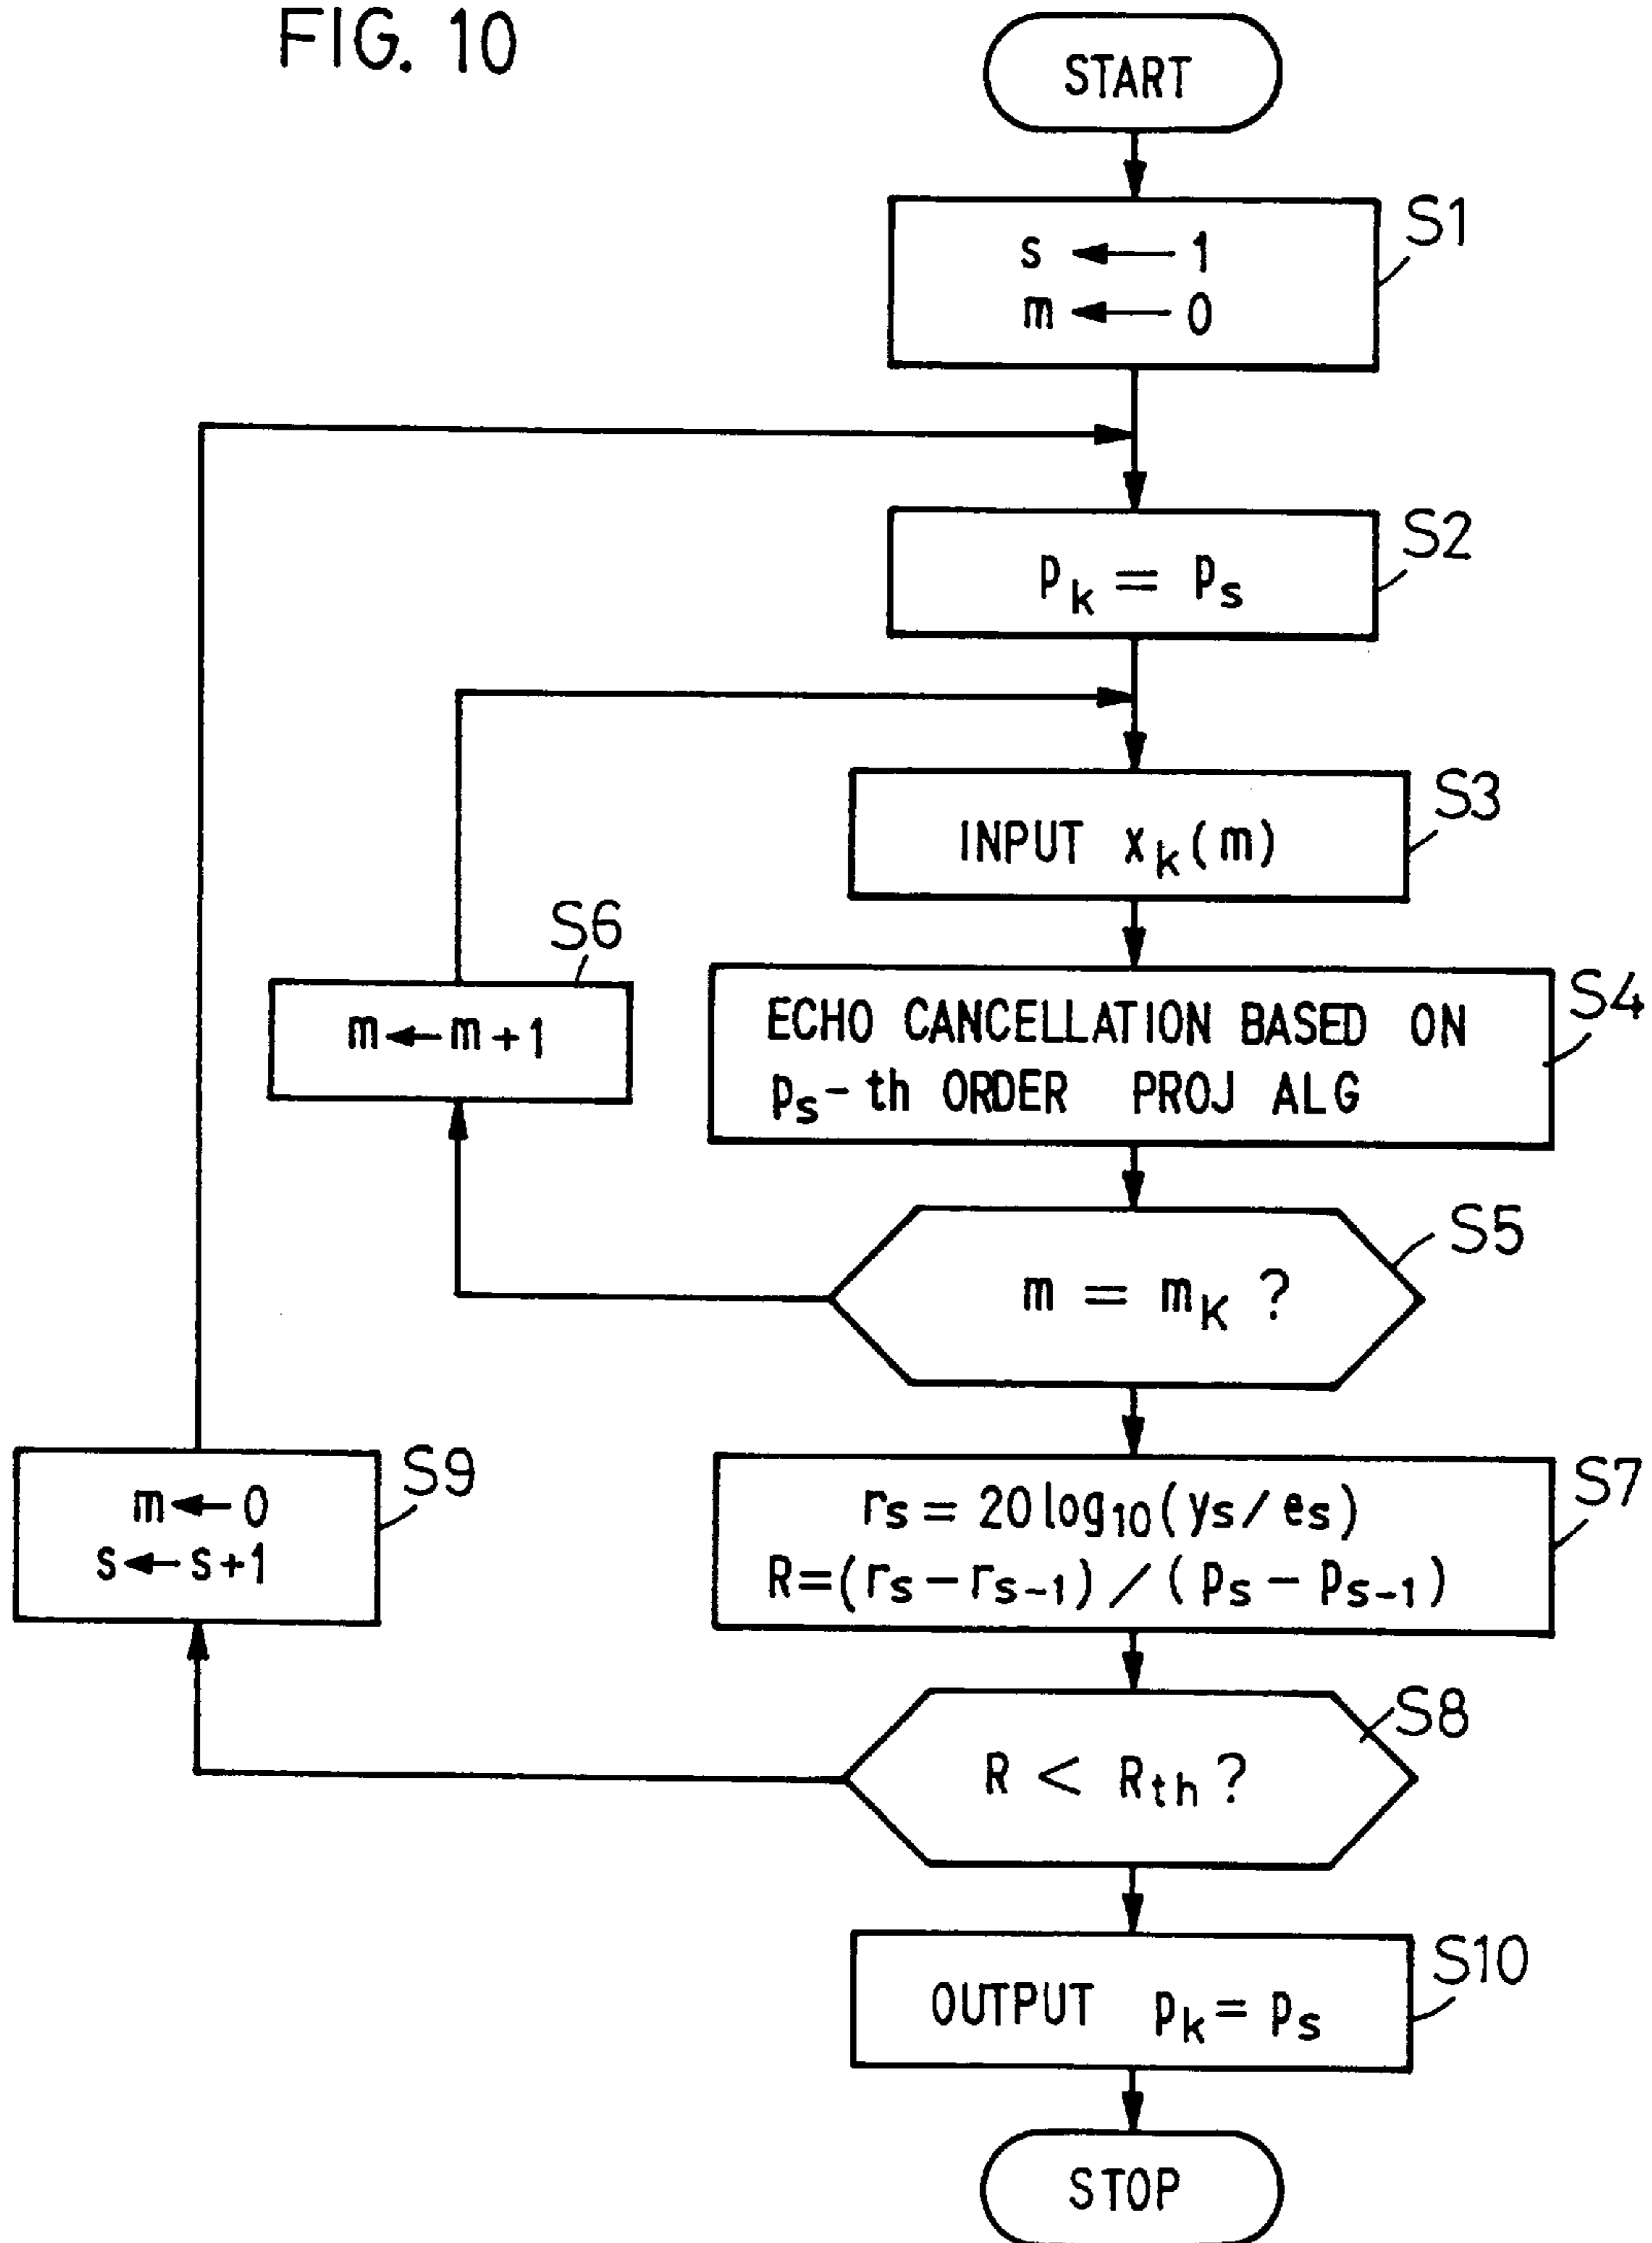 FIG. 10
START
S1
s ← 1
m ← 0
S2
p_k = p_s
S3
INPUT x_k(m)
S4
ECHO CANCELLATION BASED ON
p_s-th ORDER PROJ ALG
S5
m = m_K ?
S6
m←m+1
S7
r_s = 20 log_10(y_s/e_s)
R=(r_s-r_s-1)/(p_s-p_s-1)
S8
R < R_th?
S9
m←0
s←s+1
S10
OUTPUT p_k = p_s
STOP